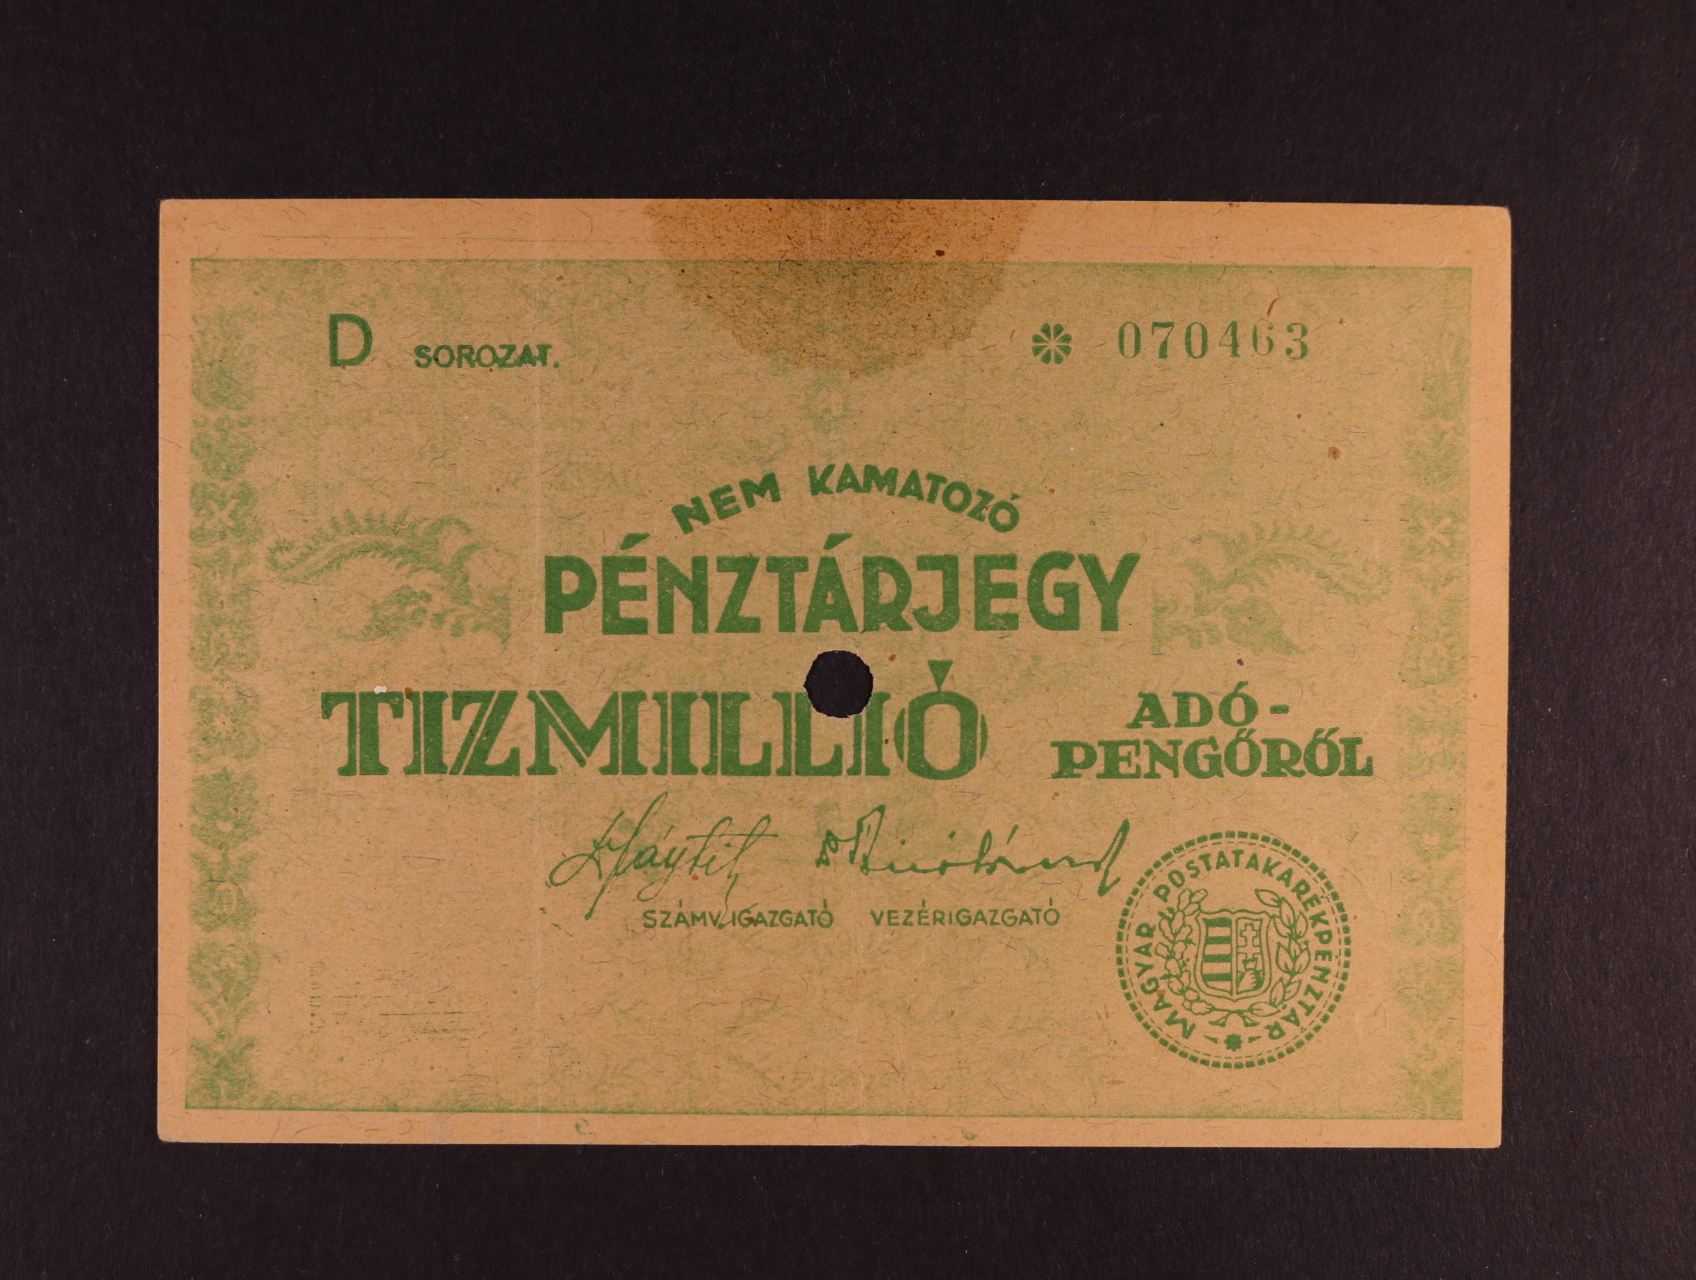 D SOROZAT. * 070463
NEM KAMATOZÓ
PÉNZTÁRJEGY
TIZMILLIÓ ADÓ-
PENGŐRŐL
SZÁMV. IGAZGATÓ VEZÉRIGAZGATÓ
MAGYAR POSTATAKARÉKPÉNZTÁR